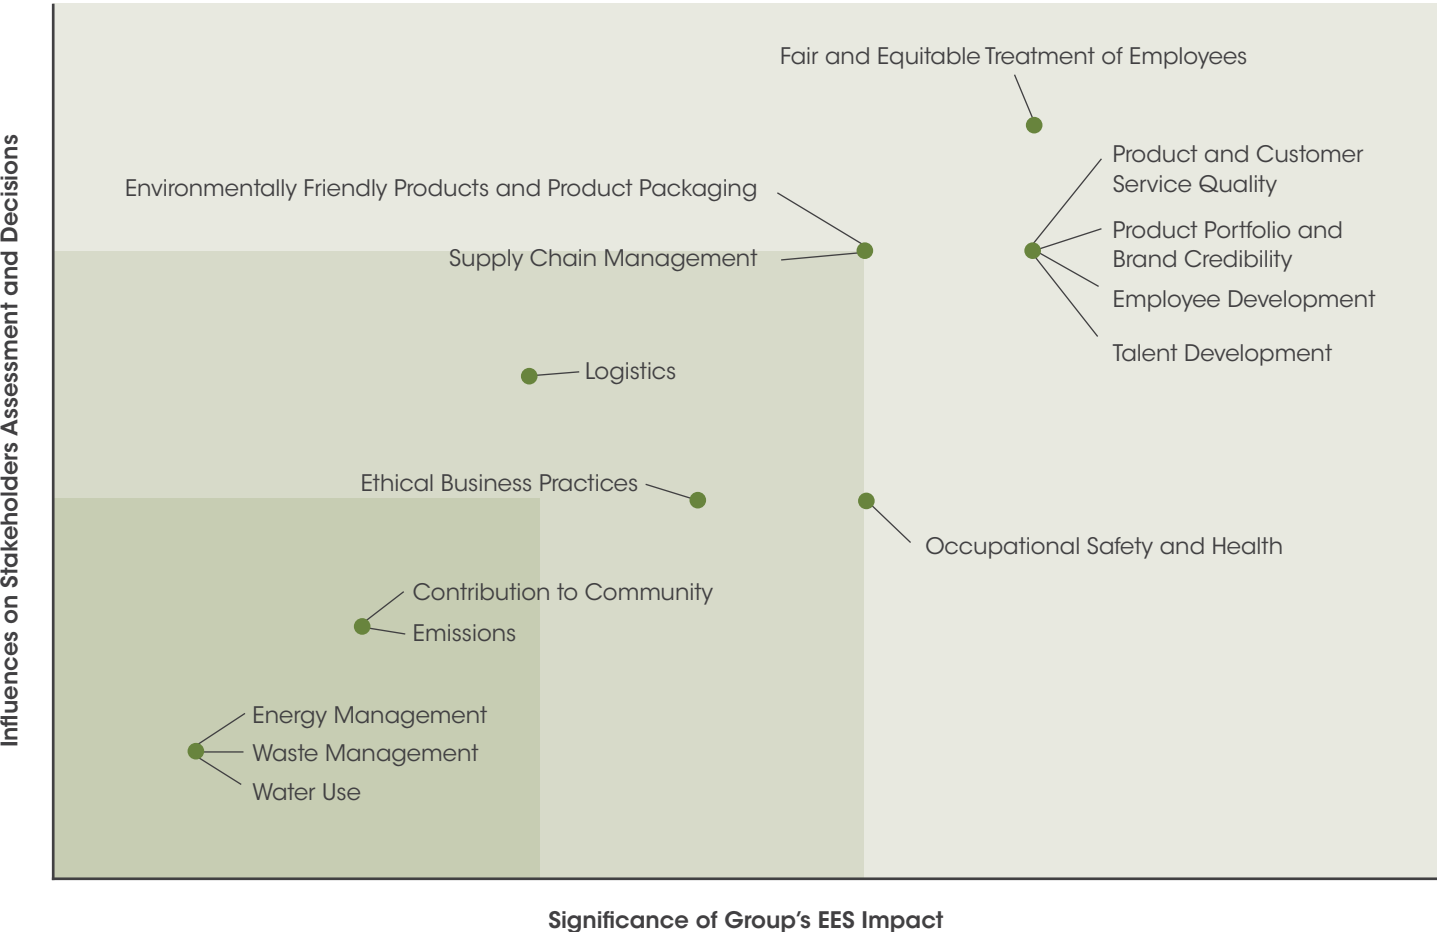 Fair and Equitable Treatment of Employees
Product and Customer
Service Quality
Environmentally Friendly Products and Product Packaging
Product Portfolio and
Brand Credibility
Supply Chain Management
Employee Development
Talent Development
Logistics
Ethical Business Practices
Occupational Safety and Health
Contribution to Community
Emissions
Energy Management
Waste Management
Water Use
Influences on Stakeholders Assessment and Decisions
Significance of Group’s EES Impact